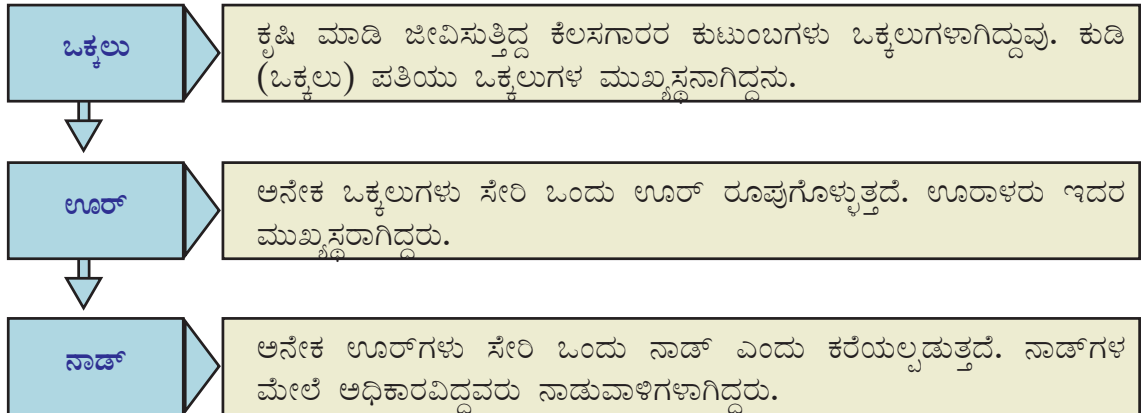 ಒಕ್ಕಲು
ಕೃಷಿ ಮಾಡಿ ಜೀವಿಸುತ್ತಿದ್ದ ಕೆಲಸಗಾರರ ಕುಟುಂಬಗಳು ಒಕ್ಕಲುಗಳಾಗಿದ್ದುವು. ಕುಡಿ
(ಒಕ್ಕಲು) ಪತಿಯು ಒಕ್ಕಲುಗಳ ಮುಖ್ಯಸ್ಥನಾಗಿದ್ದನು.
ಊರ್
ಅನೇಕ ಒಕ್ಕಲುಗಳು ಸೇರಿ ಒಂದು ಊರ್ ರೂಪುಗೊಳ್ಳುತ್ತದೆ. ಊರಾಳರು ಇದರ
ಮುಖ್ಯಸ್ಥರಾಗಿದ್ದರು.
ನಾಡ್
ಅನೇಕ ಊರ್‌ಗಳು ಸೇರಿ ಒಂದು ನಾಡ್ ಎಂದು ಕರೆಯಲ್ಪಡುತ್ತದೆ. ನಾಡ್‌ಗಳ
ಮೇಲೆ ಅಧಿಕಾರವಿದ್ದವರು ನಾಡುವಾಳಿಗಳಾಗಿದ್ದರು.